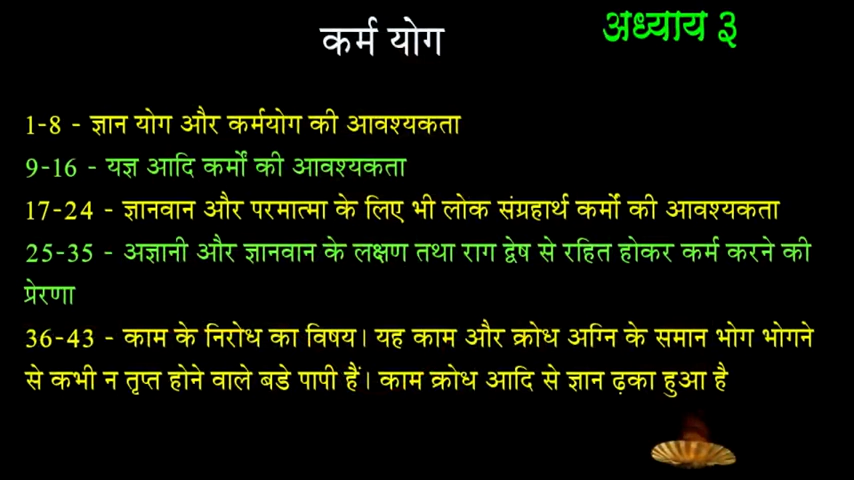 कर्म योग
अध्याय ३
1-8 - ज्ञान योग और कर्मयोग की आवश्यकता
9-16 - यज्ञ आदि कर्मों की आवश्यकता
17-24 - ज्ञानवान और परमात्मा के लिए भी लोक संग्रहार्थ कर्मों की आवश्यकता
25-35 - अज्ञानी और ज्ञानवान के लक्षण तथा राग द्वेष से रहित होकर कर्म करने की
प्रेरणा
36-43 - काम के निरोध का विषय। यह काम और क्रोध अग्नि के समान भोग भोगने
से कभी न तृप्त होने वाले बडे पापी हैं। काम क्रोध आदि से ज्ञान ढ़का हुआ है